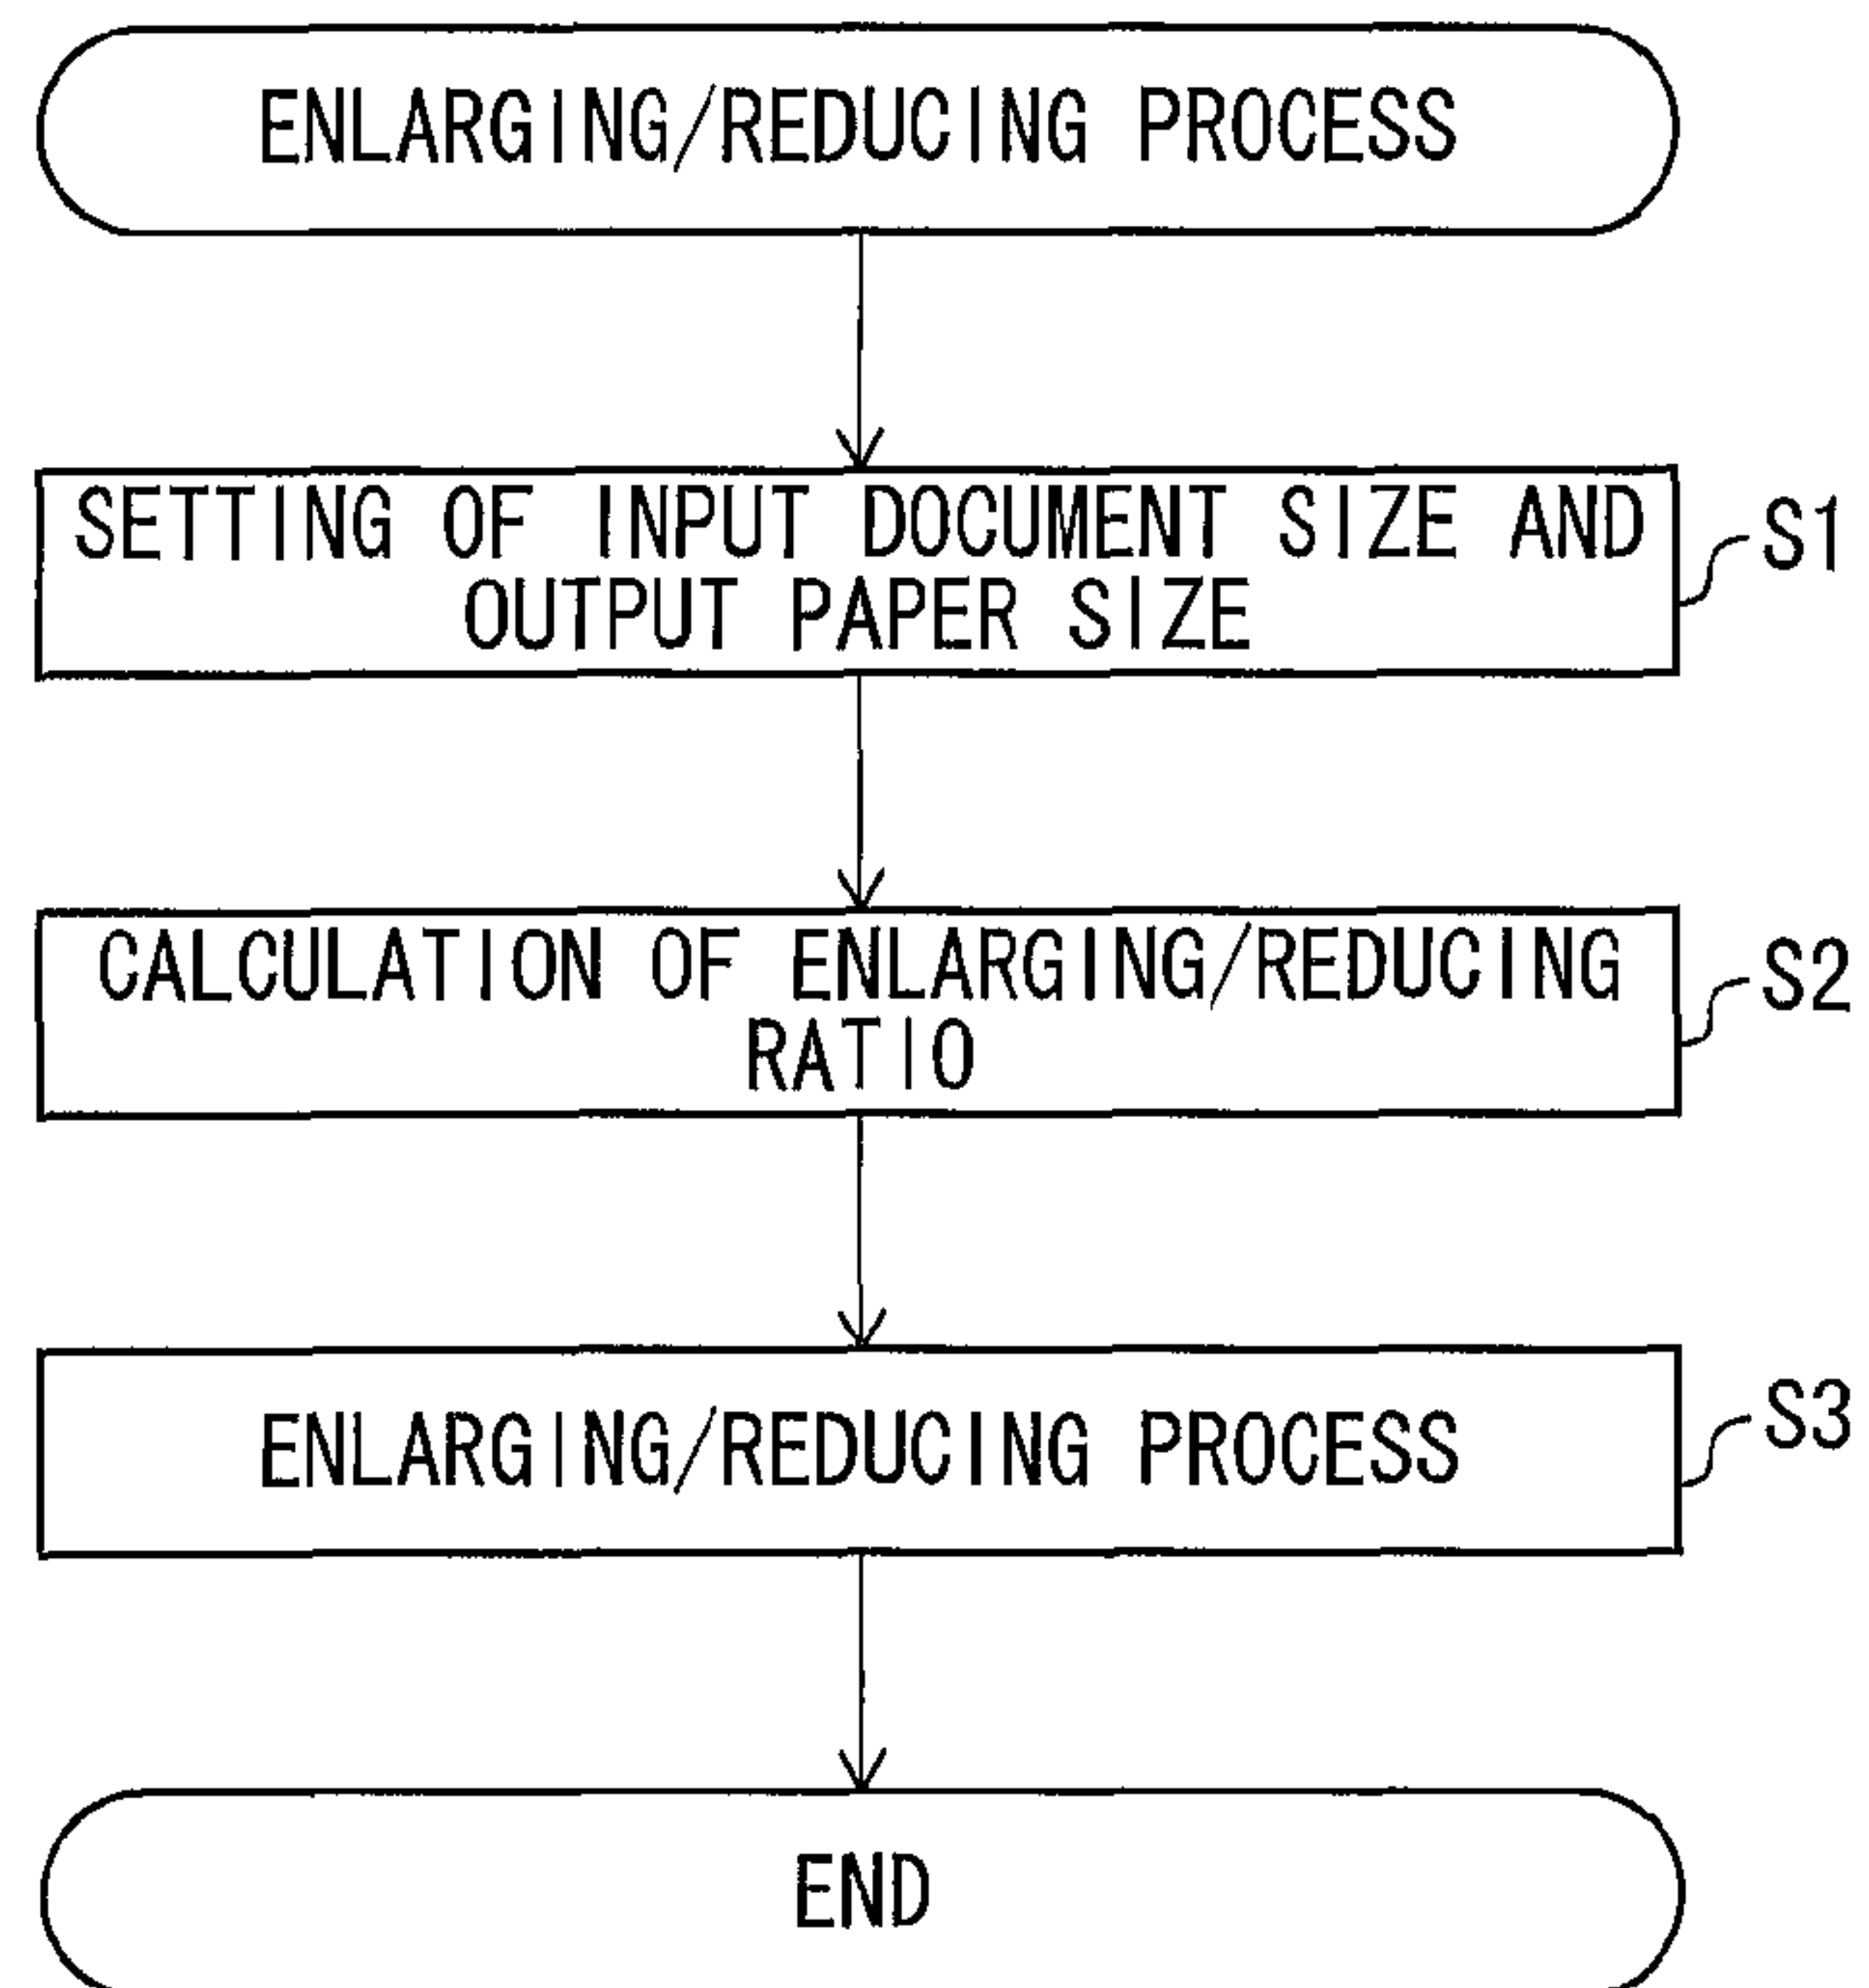 ENLARGING/REDUCING PROCESS
SETTING OF INPUT DOCUMENT SIZE AND
OUTPUT PAPER SIZE
S1
CALCULATION OF ENLARGING/REDUCING
RATIO
S2
ENLARGING/REDUCING PROCESS
S3
END